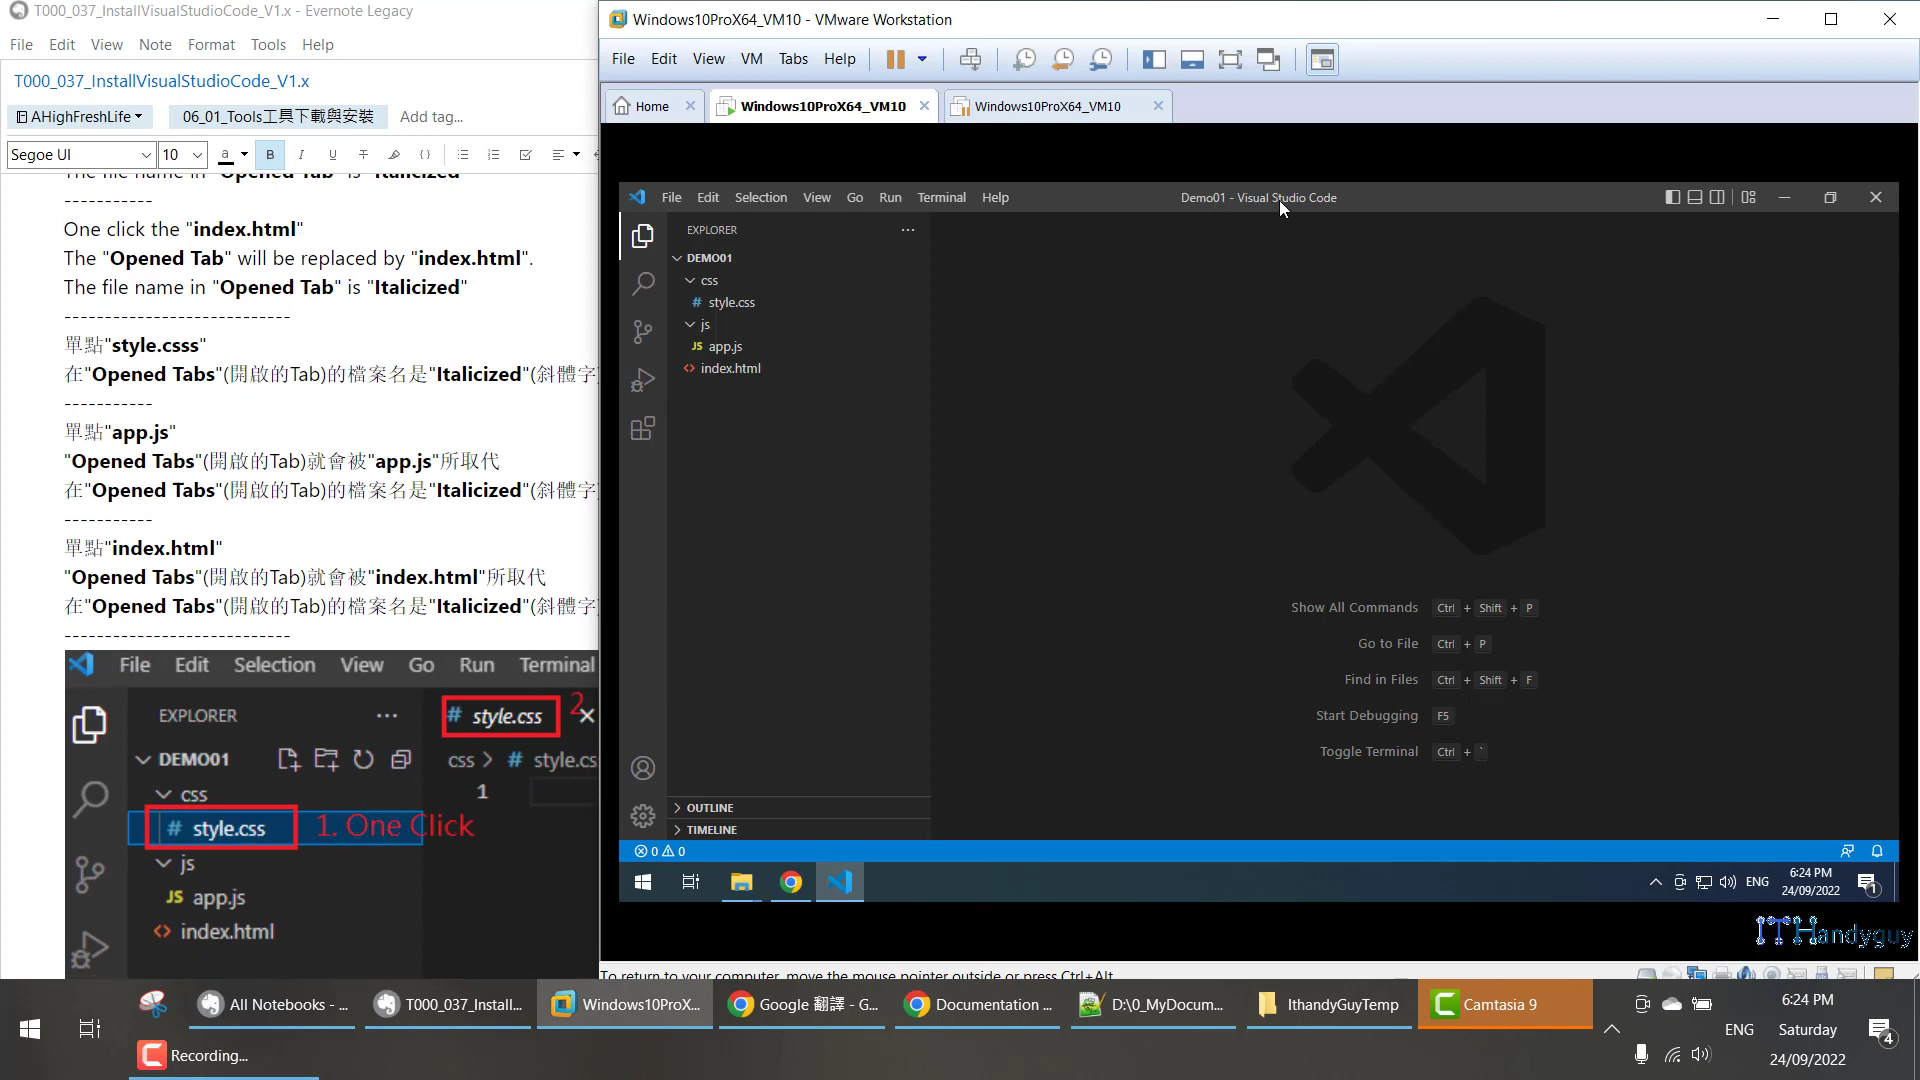 T000_037_InstallVisualStudioCode_V1.x - Evernote Legacy
File Edit View Note Format Tools Help
T000_037_InstallVisualStudioCode_V1.x
AHighFreshLife
06_01_Tools工具下載與安裝
Add tag...
Segoe UI
10
The file name in "Opened Tab" is "Italicized"
-----------
One click the "index.html"
The "Opened Tab" will be replaced by "index.html".
The file name in "Opened Tab" is "Italicized"
----------------------------
單點"style.csss"
在"Opened Tabs"(開啟的Tab)的檔案名是"Italicized"(斜體字)
-----------
單點"app.js"
"Opened Tabs"(開啟的Tab)就會被"app.js"所取代
在"Opened Tabs"(開啟的Tab)的檔案名是"Italicized"(斜體字)
-----------
單點"index.html"
"Opened Tabs"(開啟的Tab)就會被"index.html"所取代
在"Opened Tabs"(開啟的Tab)的檔案名是"Italicized"(斜體字)
----------------------------
File Edit Selection View Go Run Terminal
EXPLORER
# style.css
2
DEMO01
css > # style.cs
css
1
# style.css
1. One Click
js
JS app.js
<> index.html
Windows10ProX64_VM10 - VMware Workstation
File Edit View VM Tabs Help
Home
Windows10ProX64_VM10
Windows10ProX64_VM10
File Edit Selection View Go Run Terminal Help
Demo01 - Visual Studio Code
EXPLORER
DEMO01
css
# style.css
js
JS app.js
<> index.html
Show All Commands Ctrl + Shift + P
Go to File Ctrl + P
Find in Files Ctrl + Shift + F
Start Debugging F5
Toggle Terminal Ctrl + `
OUTLINE
TIMELINE
0 0
ENG
6:24 PM
24/09/2022
1
ITHandyguy
To return to your computer, move the mouse pointer outside or press Ctrl+Alt.
All Notebooks - ...
T000_037_Install...
Windows10ProX...
Google 翻譯 - G...
Documentation ...
D:\0_MyDocum...
IthandyGuyTemp
Camtasia 9
Recording...
ENG
6:24 PM
Saturday
24/09/2022
4